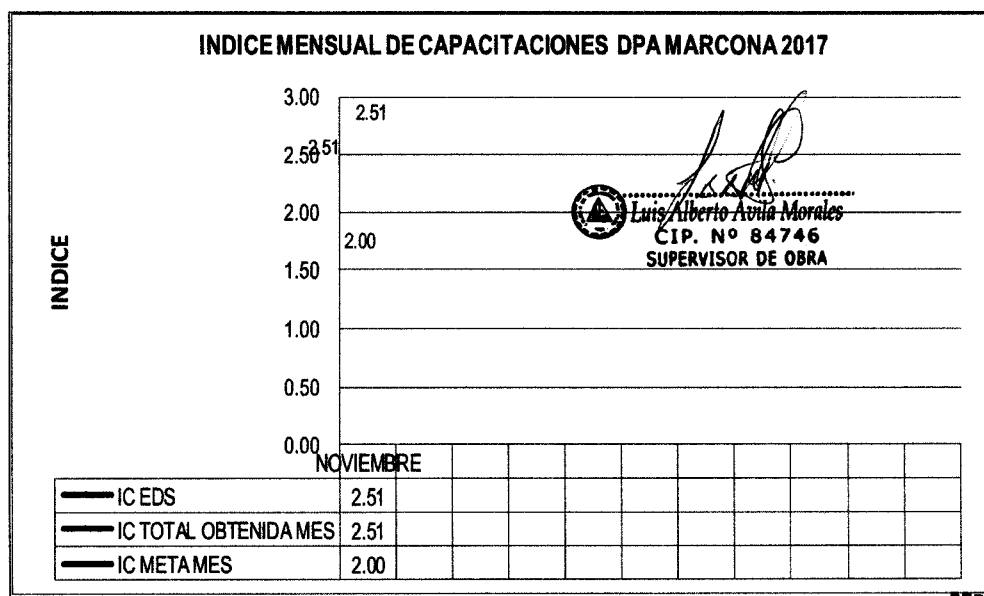 INDICE MENSUAL DE CAPACITACIONES DPA MARCONA 2017
INDICE
3.00
2.51
2.50
2.51
2.00
2.00
1.50
1.00
0.50
0.00
Luis Alberto Avila Morales
CIP. Nº 84746
SUPERVISOR DE OBRA
NOVIEMBRE
IC EDS 2.51
IC TOTAL OBTENIDA MES 2.51
IC META MES 2.00